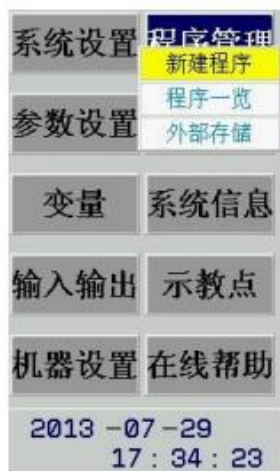 系统设置 程序管理
新建程序
程序一览
外部存储
参数设置
变量 系统信息
输入输出 示教点
机器设置 在线帮助
2013 -07-29
17 : 34 : 23